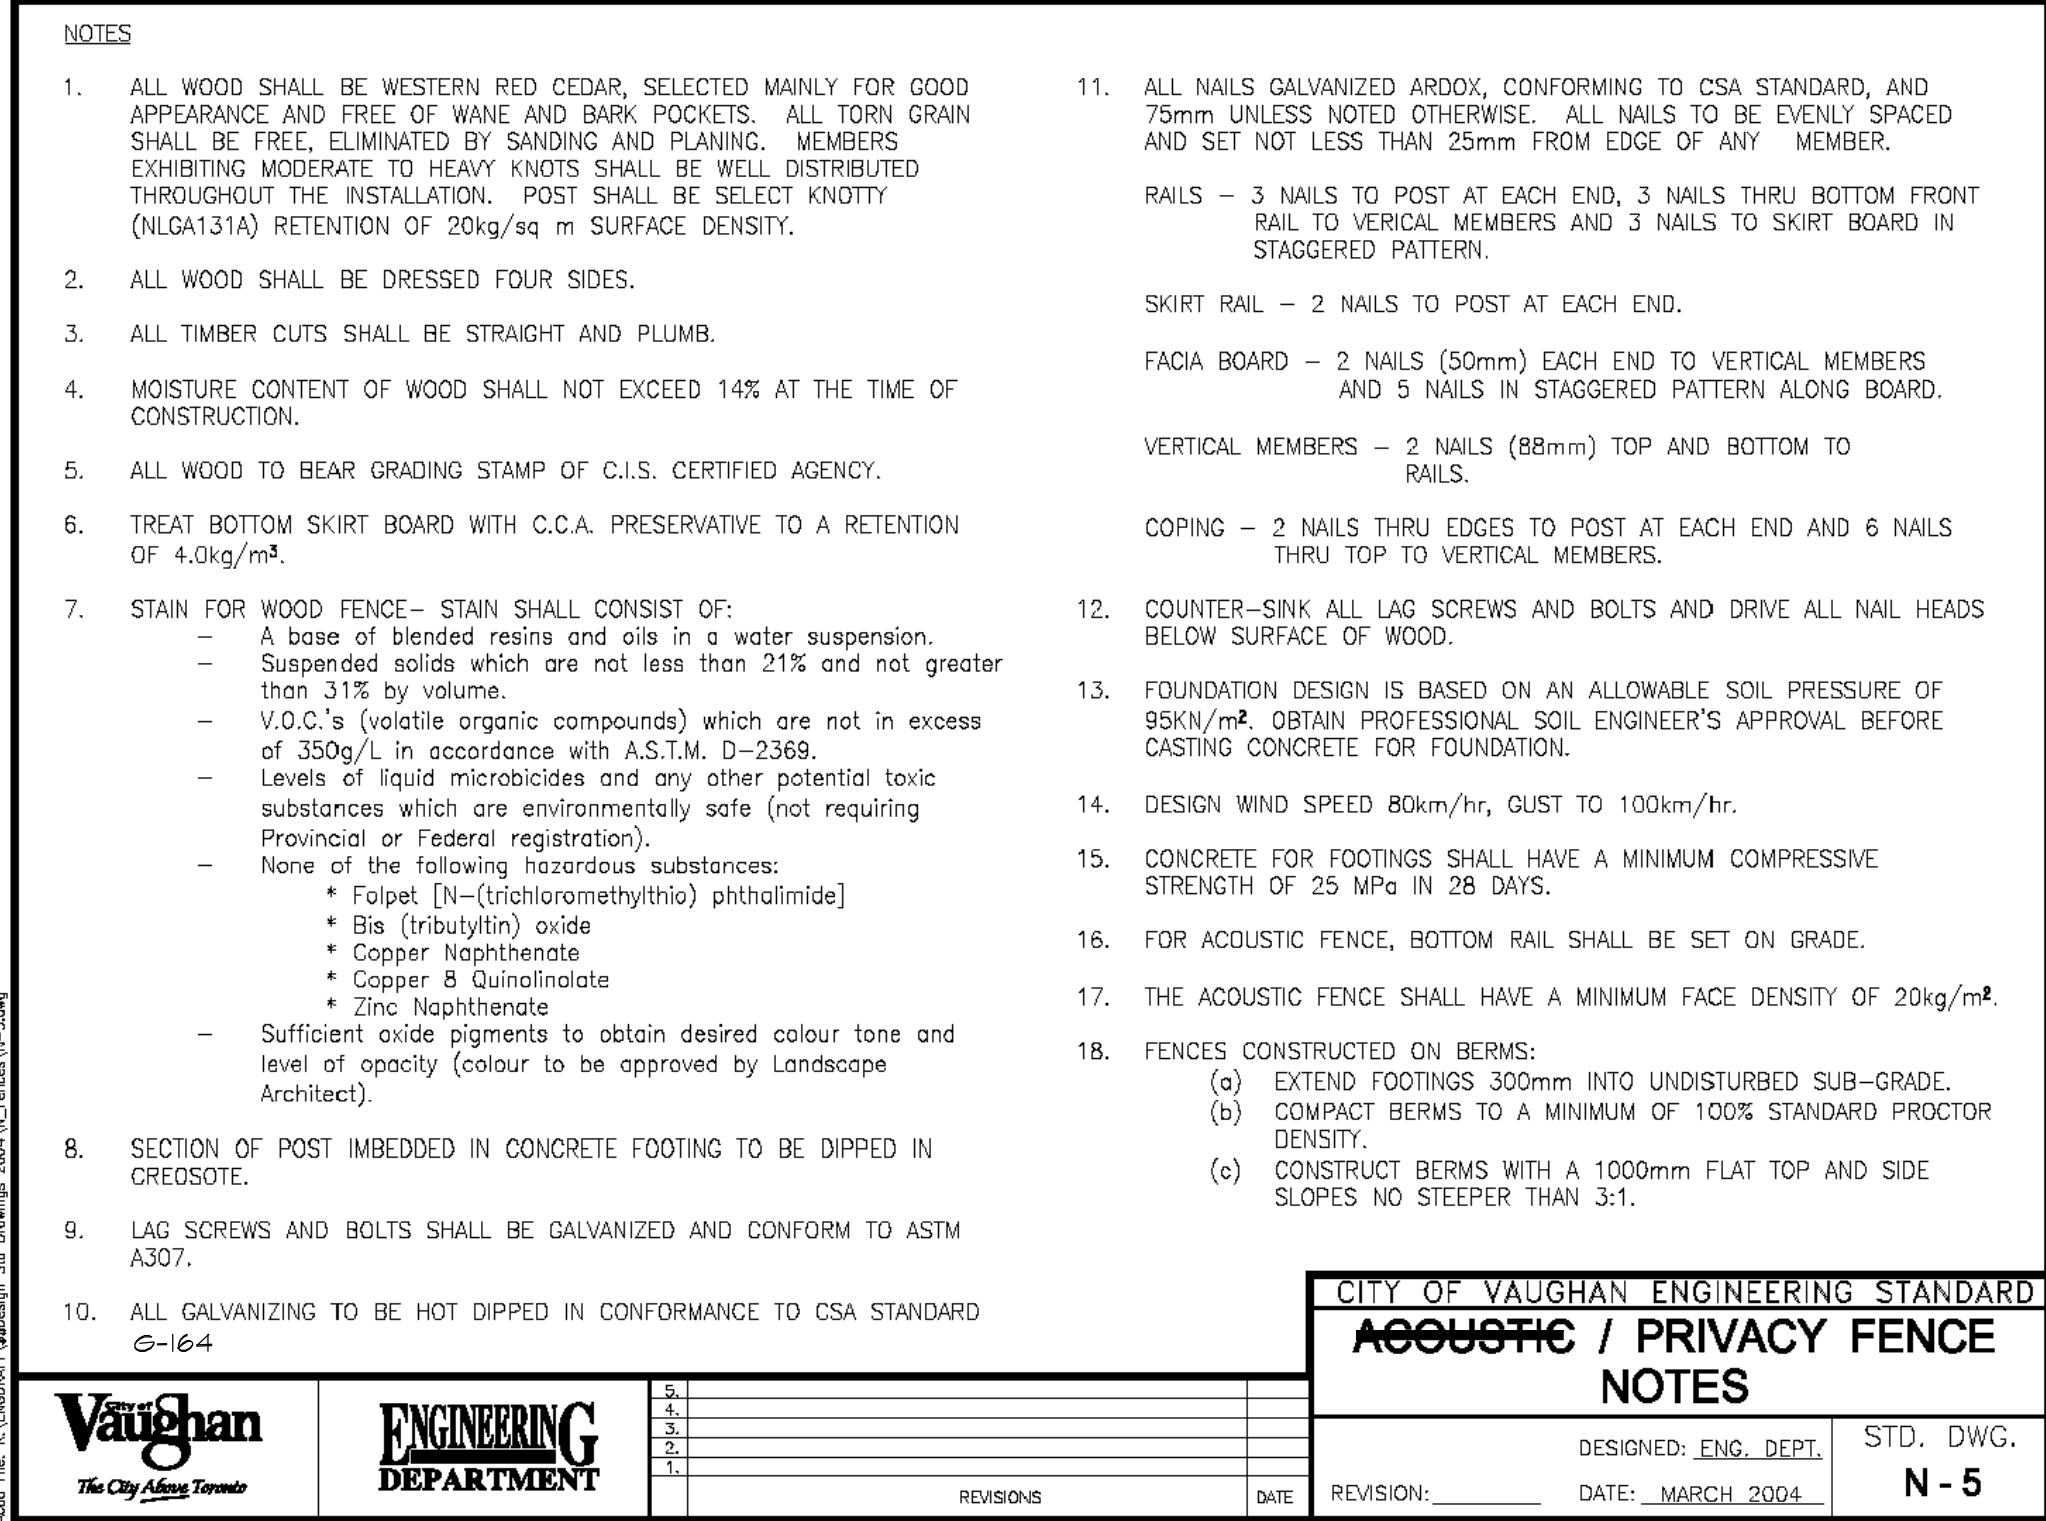 NOTES
1. ALL WOOD SHALL BE WESTERN RED CEDAR, SELECTED MAINLY FOR GOOD
APPEARANCE AND FREE OF WANE AND BARK POCKETS. ALL TORN GRAIN
SHALL BE FREE, ELIMINATED BY SANDING AND PLANING. MEMBERS
EXHIBITING MODERATE TO HEAVY KNOTS SHALL BE WELL DISTRIBUTED
THROUGHOUT THE INSTALLATION. POST SHALL BE SELECT KNOTTY
(NLGA131A) RETENTION OF 20kg/sq m SURFACE DENSITY.
2. ALL WOOD SHALL BE DRESSED FOUR SIDES.
3. ALL TIMBER CUTS SHALL BE STRAIGHT AND PLUMB.
4. MOISTURE CONTENT OF WOOD SHALL NOT EXCEED 14% AT THE TIME OF
CONSTRUCTION.
5. ALL WOOD TO BEAR GRADING STAMP OF C.I.S. CERTIFIED AGENCY.
6. TREAT BOTTOM SKIRT BOARD WITH C.C.A. PRESERVATIVE TO A RETENTION
OF 4.0kg/m³.
7. STAIN FOR WOOD FENCE– STAIN SHALL CONSIST OF:
– A base of blended resins and oils in a water suspension.
– Suspended solids which are not less than 21% and not greater
than 31% by volume.
– V.O.C.'s (volatile organic compounds) which are not in excess
of 350g/L in accordance with A.S.T.M. D–2369.
– Levels of liquid microbicides and any other potential toxic
substances which are environmentally safe (not requiring
Provincial or Federal registration).
– None of the following hazardous substances:
* Folpet [N–(trichloromethylthio) phthalimide]
* Bis (tributyltin) oxide
* Copper Naphthenate
* Copper 8 Quinolinolate
* Zinc Naphthenate
– Sufficient oxide pigments to obtain desired colour tone and
level of opacity (colour to be approved by Landscape
Architect).
8. SECTION OF POST IMBEDDED IN CONCRETE FOOTING TO BE DIPPED IN
CREOSOTE.
9. LAG SCREWS AND BOLTS SHALL BE GALVANIZED AND CONFORM TO ASTM
A307.
10. ALL GALVANIZING TO BE HOT DIPPED IN CONFORMANCE TO CSA STANDARD
G-164
11. ALL NAILS GALVANIZED ARDOX, CONFORMING TO CSA STANDARD, AND
75mm UNLESS NOTED OTHERWISE. ALL NAILS TO BE EVENLY SPACED
AND SET NOT LESS THAN 25mm FROM EDGE OF ANY MEMBER.
RAILS – 3 NAILS TO POST AT EACH END, 3 NAILS THRU BOTTOM FRONT
RAIL TO VERICAL MEMBERS AND 3 NAILS TO SKIRT BOARD IN
STAGGERED PATTERN.
SKIRT RAIL – 2 NAILS TO POST AT EACH END.
FACIA BOARD – 2 NAILS (50mm) EACH END TO VERTICAL MEMBERS
AND 5 NAILS IN STAGGERED PATTERN ALONG BOARD.
VERTICAL MEMBERS – 2 NAILS (88mm) TOP AND BOTTOM TO
RAILS.
COPING – 2 NAILS THRU EDGES TO POST AT EACH END AND 6 NAILS
THRU TOP TO VERTICAL MEMBERS.
12. COUNTER–SINK ALL LAG SCREWS AND BOLTS AND DRIVE ALL NAIL HEADS
BELOW SURFACE OF WOOD.
13. FOUNDATION DESIGN IS BASED ON AN ALLOWABLE SOIL PRESSURE OF
95KN/m². OBTAIN PROFESSIONAL SOIL ENGINEER'S APPROVAL BEFORE
CASTING CONCRETE FOR FOUNDATION.
14. DESIGN WIND SPEED 80km/hr, GUST TO 100km/hr.
15. CONCRETE FOR FOOTINGS SHALL HAVE A MINIMUM COMPRESSIVE
STRENGTH OF 25 MPa IN 28 DAYS.
16. FOR ACOUSTIC FENCE, BOTTOM RAIL SHALL BE SET ON GRADE.
17. THE ACOUSTIC FENCE SHALL HAVE A MINIMUM FACE DENSITY OF 20kg/m².
18. FENCES CONSTRUCTED ON BERMS:
(a) EXTEND FOOTINGS 300mm INTO UNDISTURBED SUB–GRADE.
(b) COMPACT BERMS TO A MINIMUM OF 100% STANDARD PROCTOR
DENSITY.
(c) CONSTRUCT BERMS WITH A 1000mm FLAT TOP AND SIDE
SLOPES NO STEEPER THAN 3:1.
CITY OF VAUGHAN ENGINEERING STANDARD
ACOUSTIC / PRIVACY FENCE
NOTES
City of
Vaughan
The City Above Toronto
ENGINEERING
DEPARTMENT
5.
4.
3.
2.
1.
REVISIONS DATE
DESIGNED: ENG. DEPT.
REVISION: DATE: MARCH 2004
STD. DWG.
N - 5